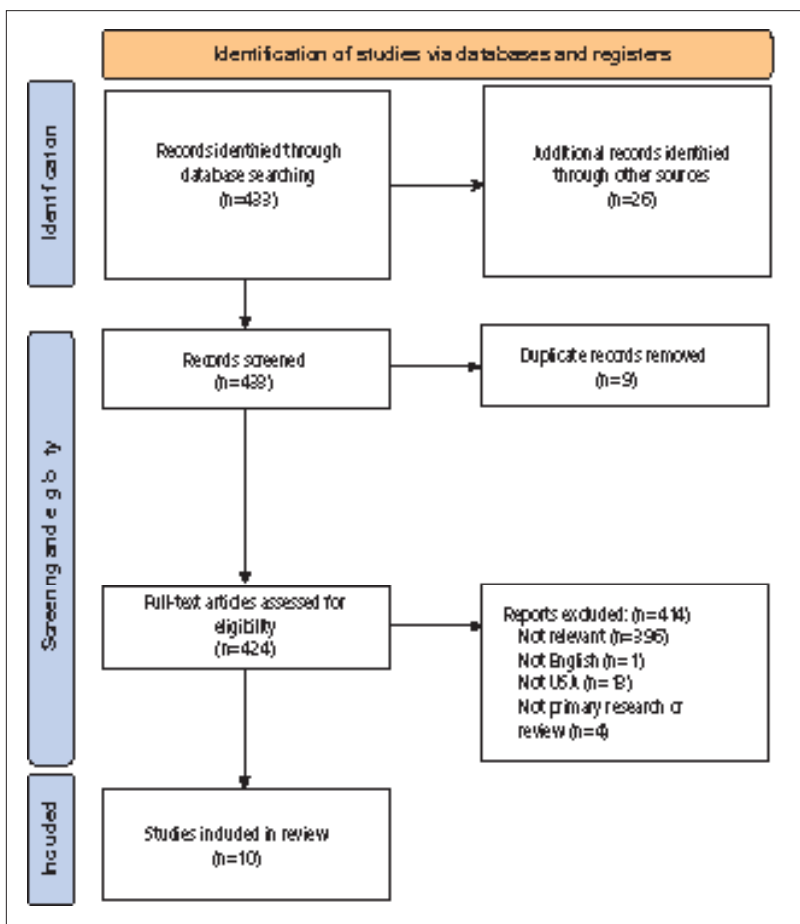 Identification of studies via databases and registers
Identification
Records identified through
database searching
(n=433)
Additional records identified
through other sources
(n=26)
Screening and eligibility
Records screened
(n=433)
Duplicate records removed
(n=9)
Full-text articles assessed for
eligibility
(n=424)
Reports excluded: (n=414)
Not relevant (n=396)
Not English (n=1)
Not USA (n=13)
Not primary research or
review (n=4)
Included
Studies included in review
(n=10)